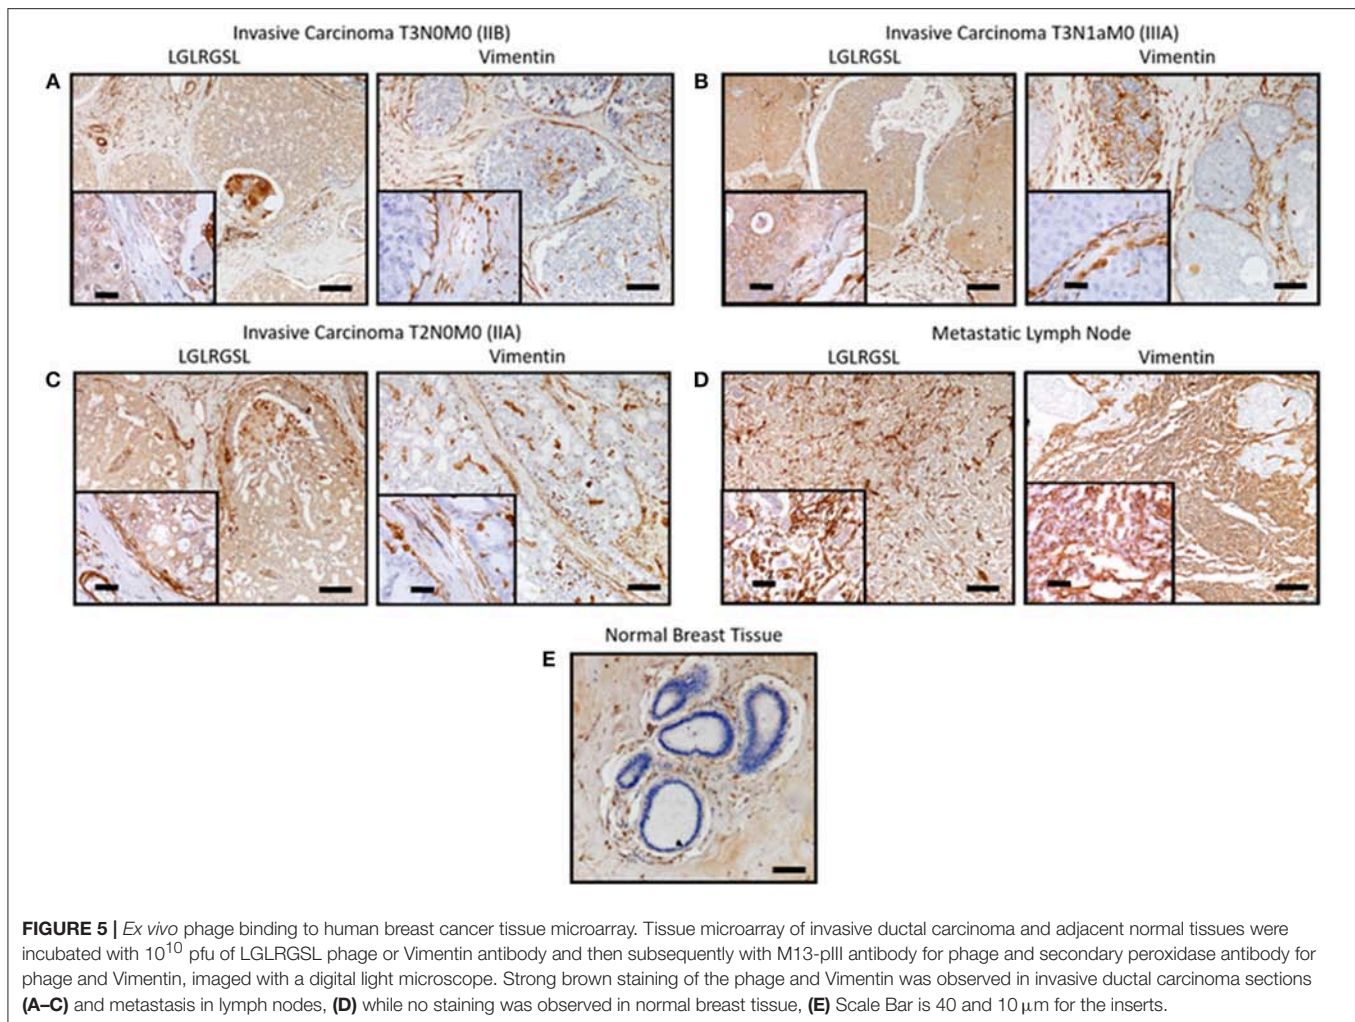 Invasive Carcinoma T3N0M0 (IIB)
LGLRGSL Vimentin
A
Invasive Carcinoma T3N1aM0 (IIIA)
LGLRGSL Vimentin
B
Invasive Carcinoma T2N0M0 (IIA)
LGLRGSL Vimentin
C
Metastatic Lymph Node
LGLRGSL Vimentin
D
Normal Breast Tissue
E
FIGURE 5 | Ex vivo phage binding to human breast cancer tissue microarray. Tissue microarray of invasive ductal carcinoma and adjacent normal tissues were
incubated with 10¹⁰ pfu of LGLRGSL phage or Vimentin antibody and then subsequently with M13-pIII antibody for phage and secondary peroxidase antibody for
phage and Vimentin, imaged with a digital light microscope. Strong brown staining of the phage and Vimentin was observed in invasive ductal carcinoma sections
(A–C) and metastasis in lymph nodes, (D) while no staining was observed in normal breast tissue, (E) Scale Bar is 40 and 10 μm for the inserts.